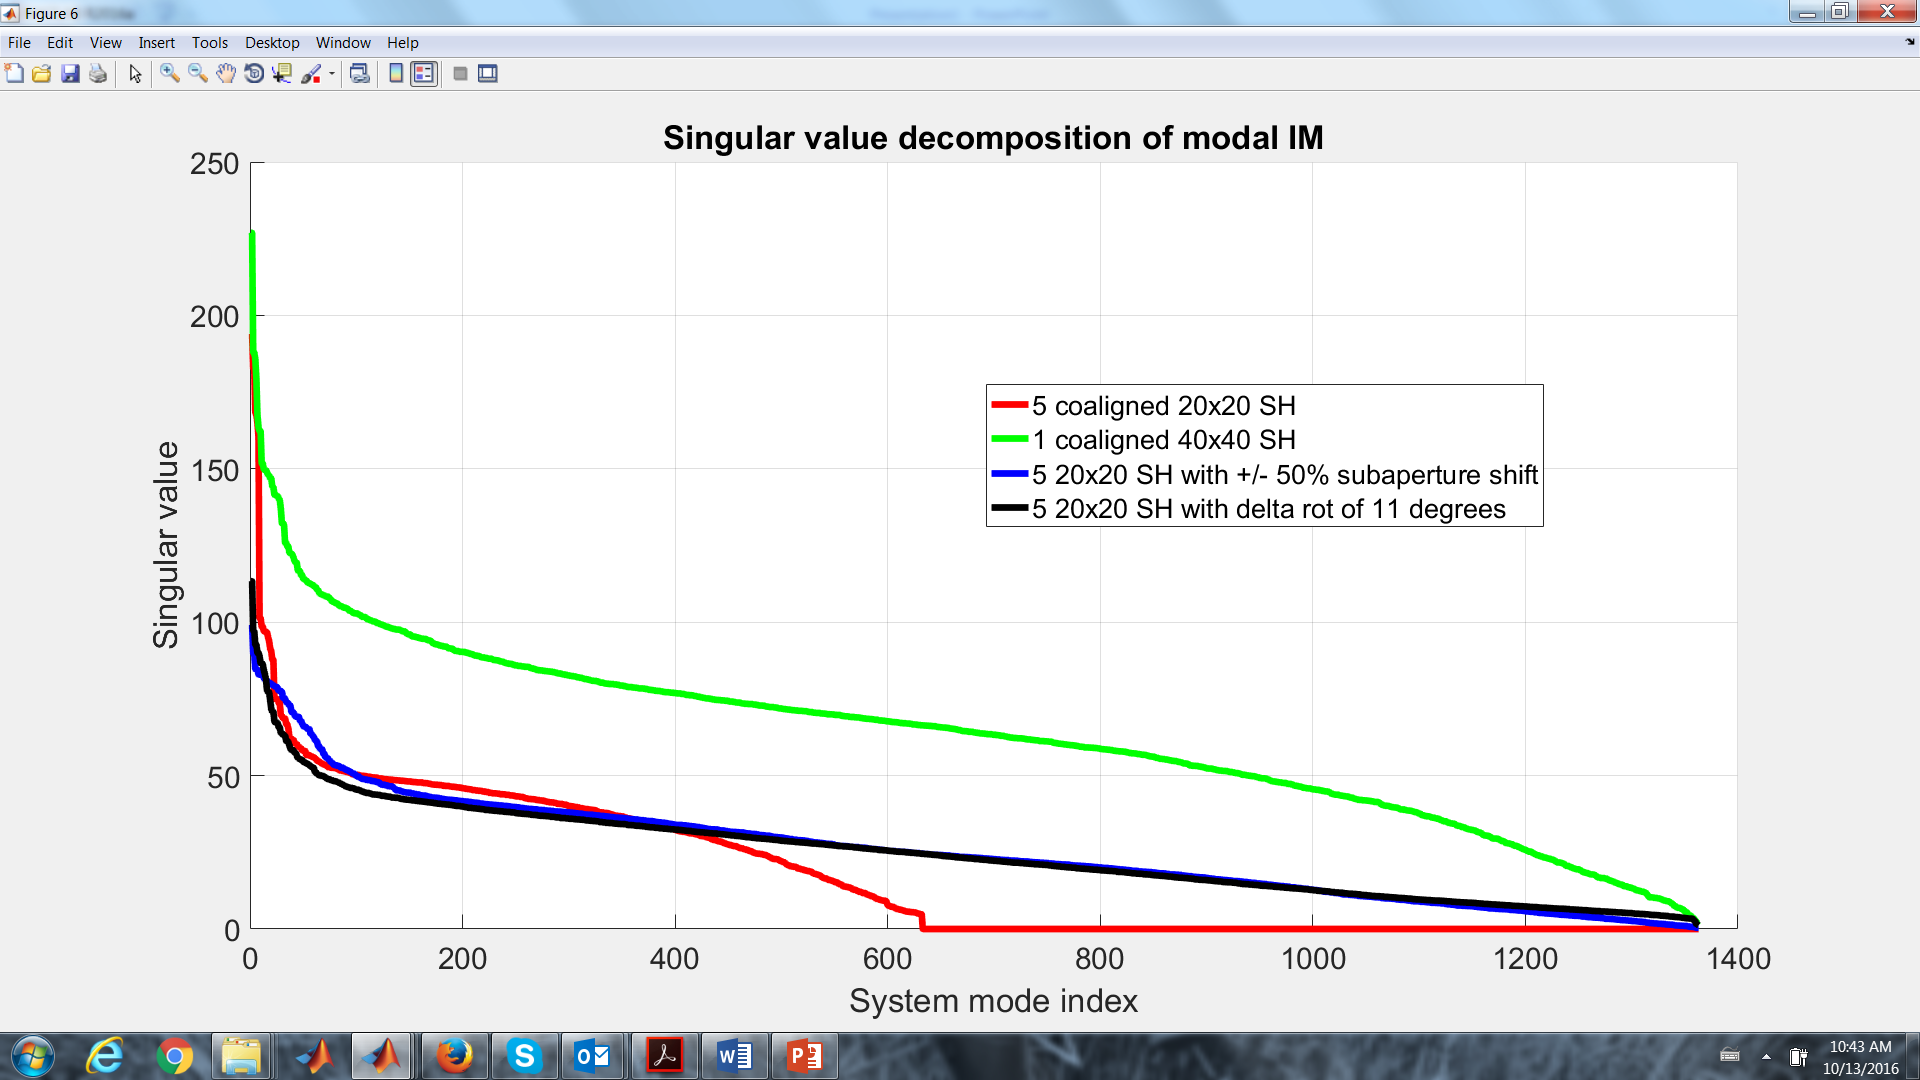 Figure 6
File Edit View Insert Tools Desktop Window Help
Singular value decomposition of modal IM
250
200
150
100
50
0
Singular value
5 coaligned 20x20 SH
1 coaligned 40x40 SH
5 20x20 SH with +/- 50% subaperture shift
5 20x20 SH with delta rot of 11 degrees
0 200 400 600 800 1000 1200 1400
System mode index
10:43 AM
10/13/2016